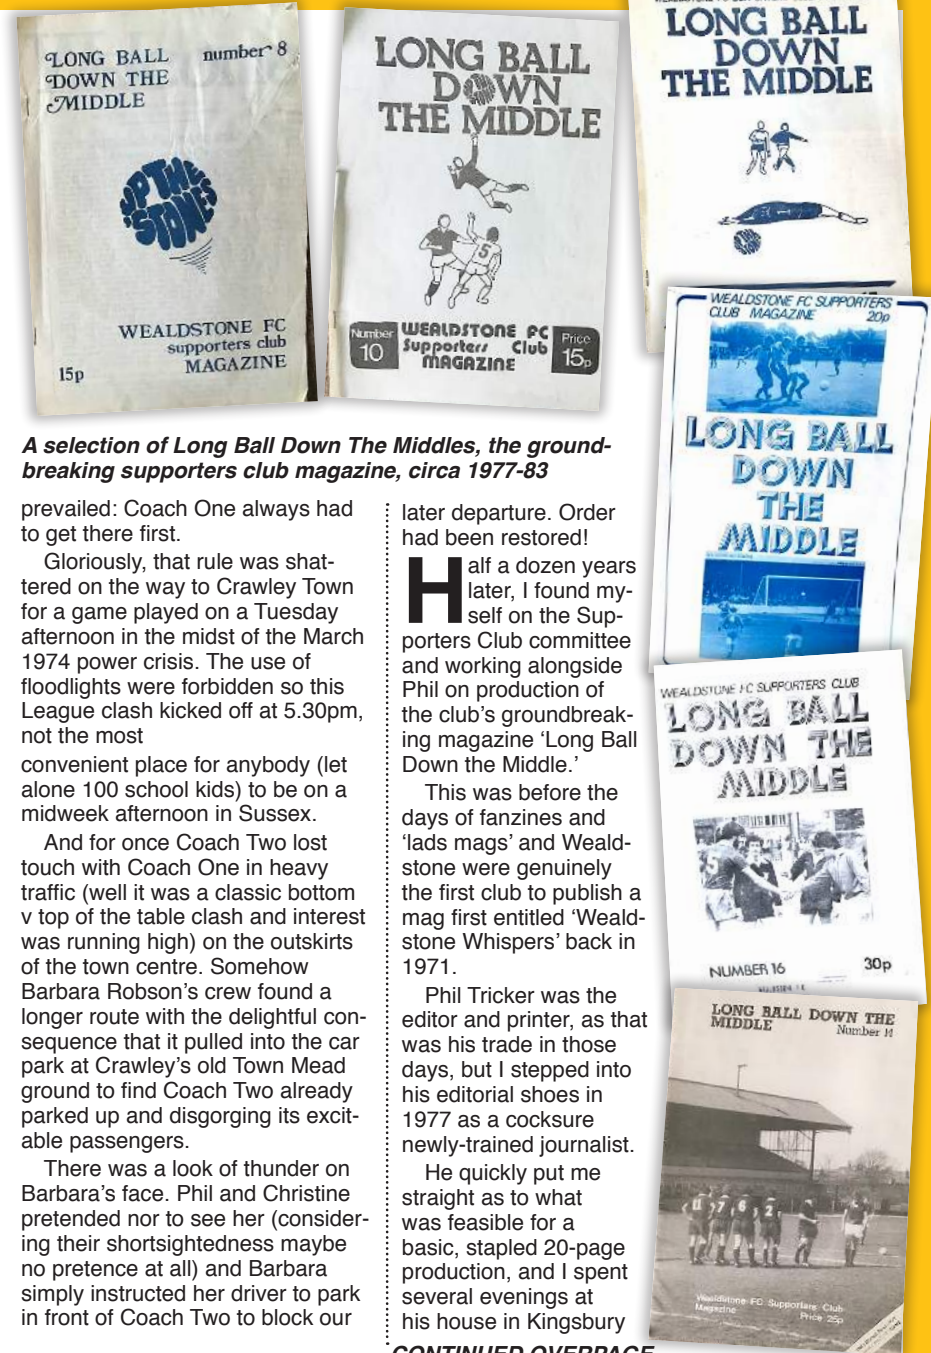 LONG BALL
DOWN THE
MIDDLE
number 8
UP THE
'STONES
WEALDSTONE FC
supporters club
MAGAZINE
15p
LONG BALL
DOWN
THE MIDDLE
5
Number
10
WEALDSTONE FC
Supporters Club
MAGAZINE
Price
15p
LONG BALL
DOWN
THE MIDDLE
WEALDSTONE FC SUPPORTERS
CLUB MAGAZINE 20p
LONG BALL
DOWN
THE
MIDDLE
WEALDSTONE FC SUPPORTERS CLUB
LONG BALL
DOWN THE
MIDDLE
NUMBER 16
30p
LONG BALL DOWN THE
MIDDLE
Number 14
11 7 6 2
Wealdstone FC Supporters Club
Magazine
Price 25p
A selection of Long Ball Down The Middles, the ground-
breaking supporters club magazine, circa 1977-83
prevailed: Coach One always had
to get there first.
Gloriously, that rule was shat-
tered on the way to Crawley Town
for a game played on a Tuesday
afternoon in the midst of the March
1974 power crisis. The use of
floodlights were forbidden so this
League clash kicked off at 5.30pm,
not the most
convenient place for anybody (let
alone 100 school kids) to be on a
midweek afternoon in Sussex.
And for once Coach Two lost
touch with Coach One in heavy
traffic (well it was a classic bottom
v top of the table clash and interest
was running high) on the outskirts
of the town centre. Somehow
Barbara Robson's crew found a
longer route with the delightful con-
sequence that it pulled into the car
park at Crawley's old Town Mead
ground to find Coach Two already
parked up and disgorging its excit-
able passengers.
There was a look of thunder on
Barbara's face. Phil and Christine
pretended nor to see her (consider-
ing their shortsightedness maybe
no pretence at all) and Barbara
simply instructed her driver to park
in front of Coach Two to block our
later departure. Order
had been restored!
Half a dozen years
later, I found my-
self on the Sup-
porters Club committee
and working alongside
Phil on production of
the club's groundbreak-
ing magazine 'Long Ball
Down the Middle.'
This was before the
days of fanzines and
'lads mags' and Weald-
stone were genuinely
the first club to publish a
mag first entitled 'Weald-
stone Whispers' back in
1971.
Phil Tricker was the
editor and printer, as that
was his trade in those
days, but I stepped into
his editorial shoes in
1977 as a cocksure
newly-trained journalist.
He quickly put me
straight as to what
was feasible for a
basic, stapled 20-page
production, and I spent
several evenings at
his house in Kingsbury
CONTINUED OVERPAGE